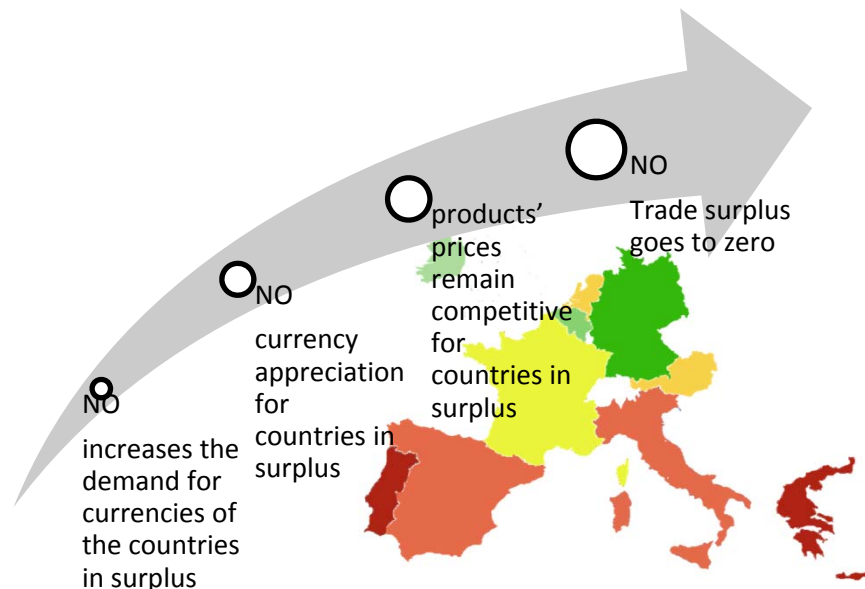 NO
increases the
demand for
currencies of
the countries
in surplus
NO
currency
appreciation
for
countries in
surplus
products’
prices
remain
competitive
for
countries in
surplus
NO
Trade surplus
goes to zero